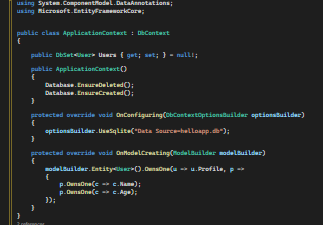 using System.ComponentModel.DataAnnotations;
using Microsoft.EntityFrameworkCore;
public class ApplicationContext : DbContext
{
public DbSet<User> Users { get; set; } = null!;
public ApplicationContext()
{
Database.EnsureDeleted();
Database.EnsureCreated();
}
protected override void OnConfiguring(DbContextOptionsBuilder optionsBuilder)
{
optionsBuilder.UseSqlite("Data Source=helloapp.db");
}
protected override void OnModelCreating(ModelBuilder modelBuilder)
{
modelBuilder.Entity<User>().OwnsOne(u => u.Profile, p =>
{
p.OwnsOne(c => c.Name);
p.OwnsOne(c => c.Age);
});
}
}
2 references